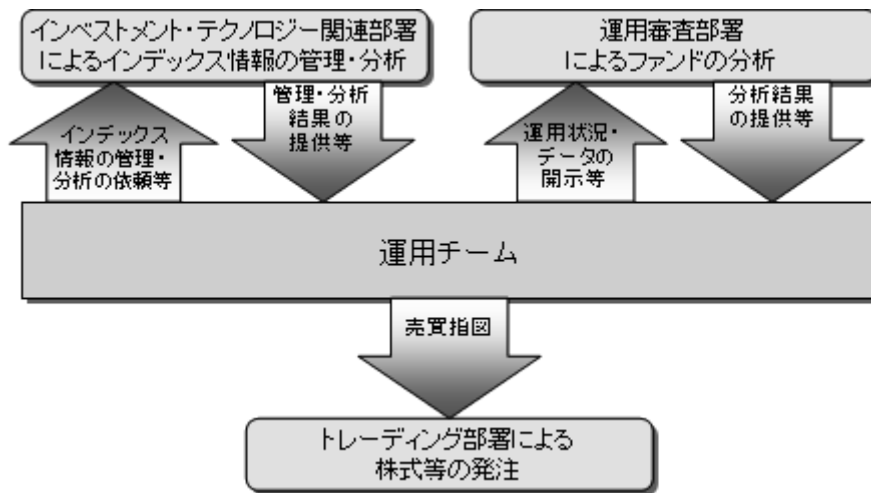 インベストメント・テクノロジー関連部署
によるインデックス情報の管理・分析
運用審査部署
によるファンドの分析
インデックス
情報の管理・
分析の依頼等
管理・分析
結果の
提供等
運用状況・
データの
開示等
分析結果
の提供等
運用チーム
売買指図
トレーディング部署による
株式等の発注